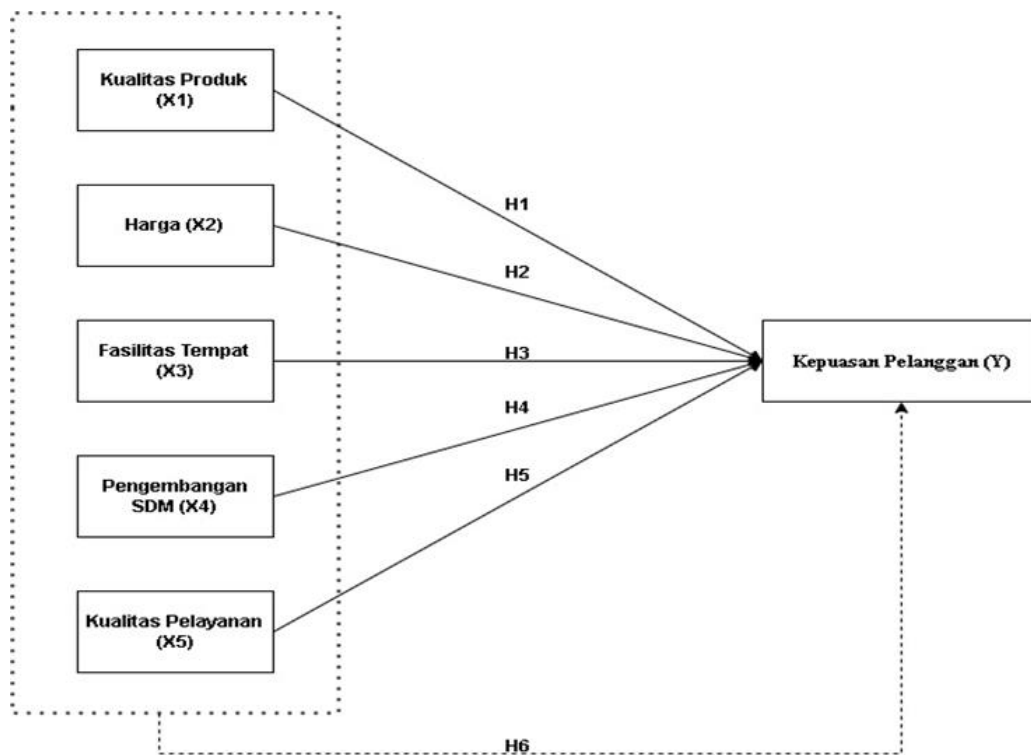 Kualitas Produk
(X1)
H1
Harga (X2)
H2
Fasilitas Tempat
(X3)
H3
Kepuasan Pelanggan (Y)
H4
Pengembangan
SDM (X4)
H5
Kualitas Pelayanan
(X5)
H6